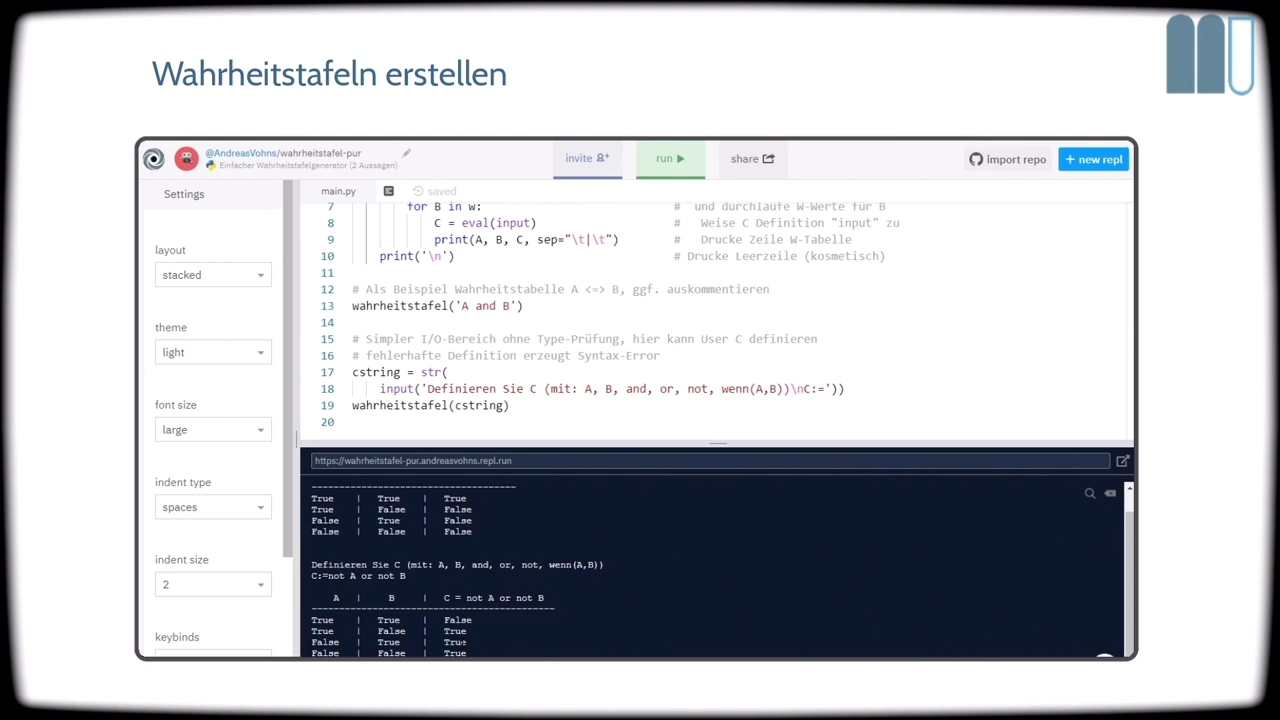 Wahrheitstafeln erstellen
@AndreasVohns/wahrheitstafel-pur
Einfacher Wahrheitstafelgenerator (2 Aussagen)
invite
run
share
import repo
+ new repl
Settings
main.py
saved
layout
stacked
theme
light
font size
large
indent type
spaces
indent size
2
keybinds
7 for B in w: # und durchlaufe W-Werte für B
8 C = eval(input) # Weise C Definition "input" zu
9 print(A, B, C, sep="\t|\t") # Drucke Zeile W-Tabelle
10 print('\n') # Drucke Leerzeile (kosmetisch)
11
12 # Als Beispiel Wahrheitstabelle A <=> B, ggf. auskommentieren
13 wahrheitstafel('A and B')
14
15 # Simpler I/O-Bereich ohne Type-Prüfung, hier kann User C definieren
16 # fehlerhafte Definition erzeugt Syntax-Error
17 cstring = str(
18 input('Definieren Sie C (mit: A, B, and, or, not, wenn(A,B))\nC:='))
19 wahrheitstafel(cstring)
20
https://wahrheitstafel-pur.andreasvohns.repl.run
-------------------------------------
True | True | True
True | False | False
False | True | False
False | False | False
Definieren Sie C (mit: A, B, and, or, not, wenn(A,B))
C:=not A or not B
A | B | C = not A or not B
--------------------------------------------
True | True | False
True | False | True
False | True | True
False | False | True